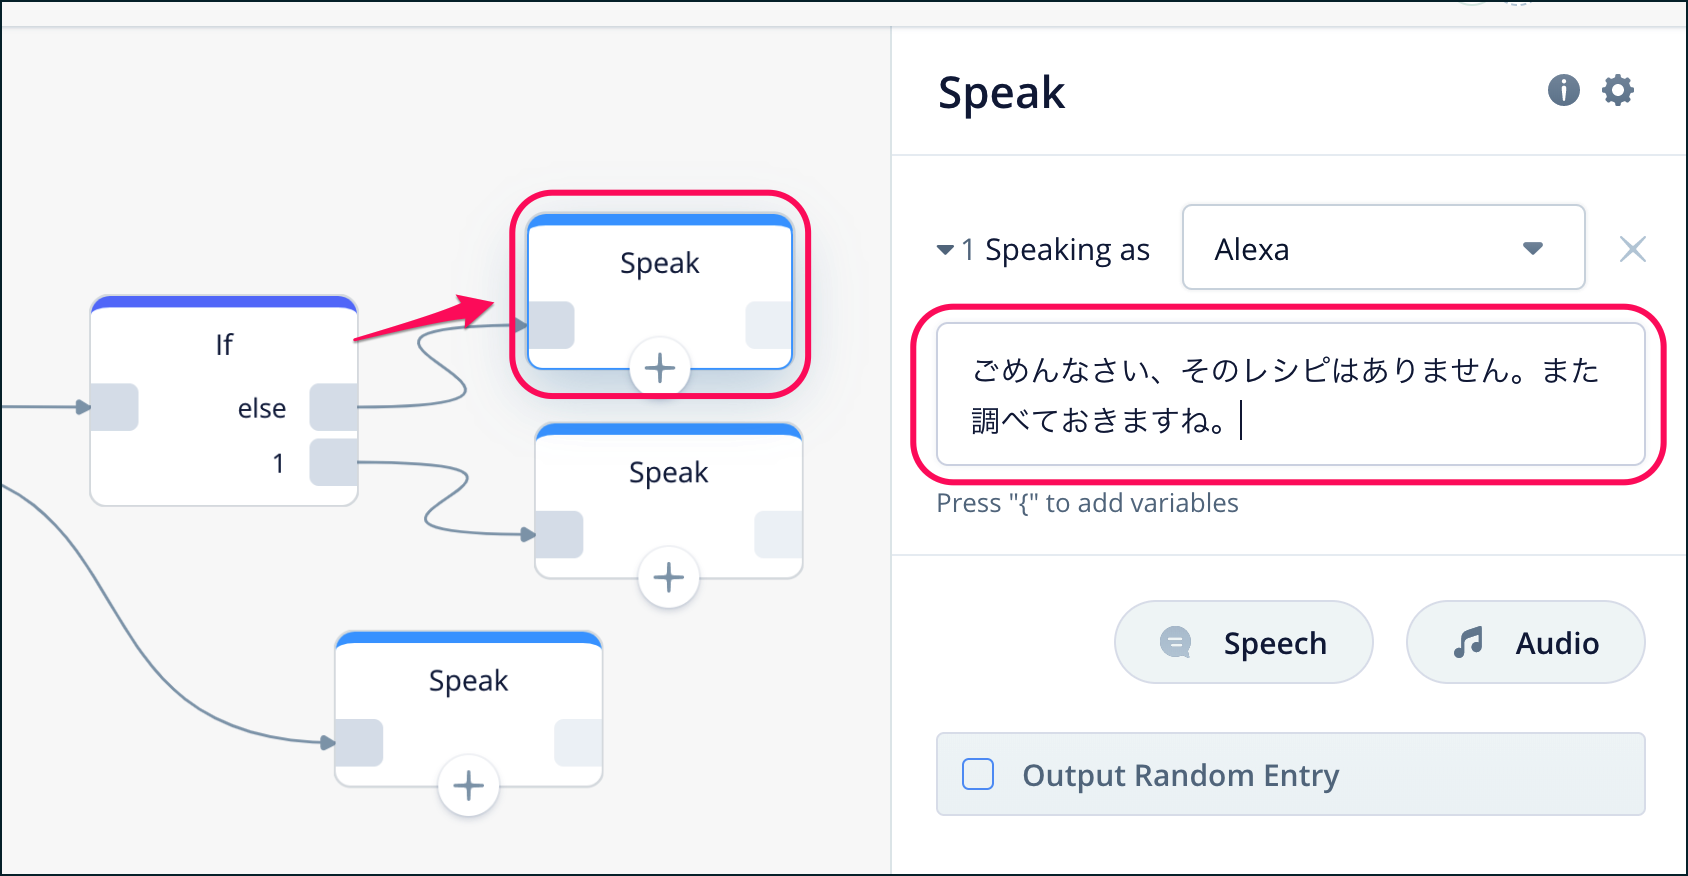 Speak
If
else
1
Speak
Speak
Speak
1 Speaking as
Alexa
ごめんなさい、そのレシピはありません。また
調べておきますね。
Press "{" to add variables
Speech
Audio
Output Random Entry